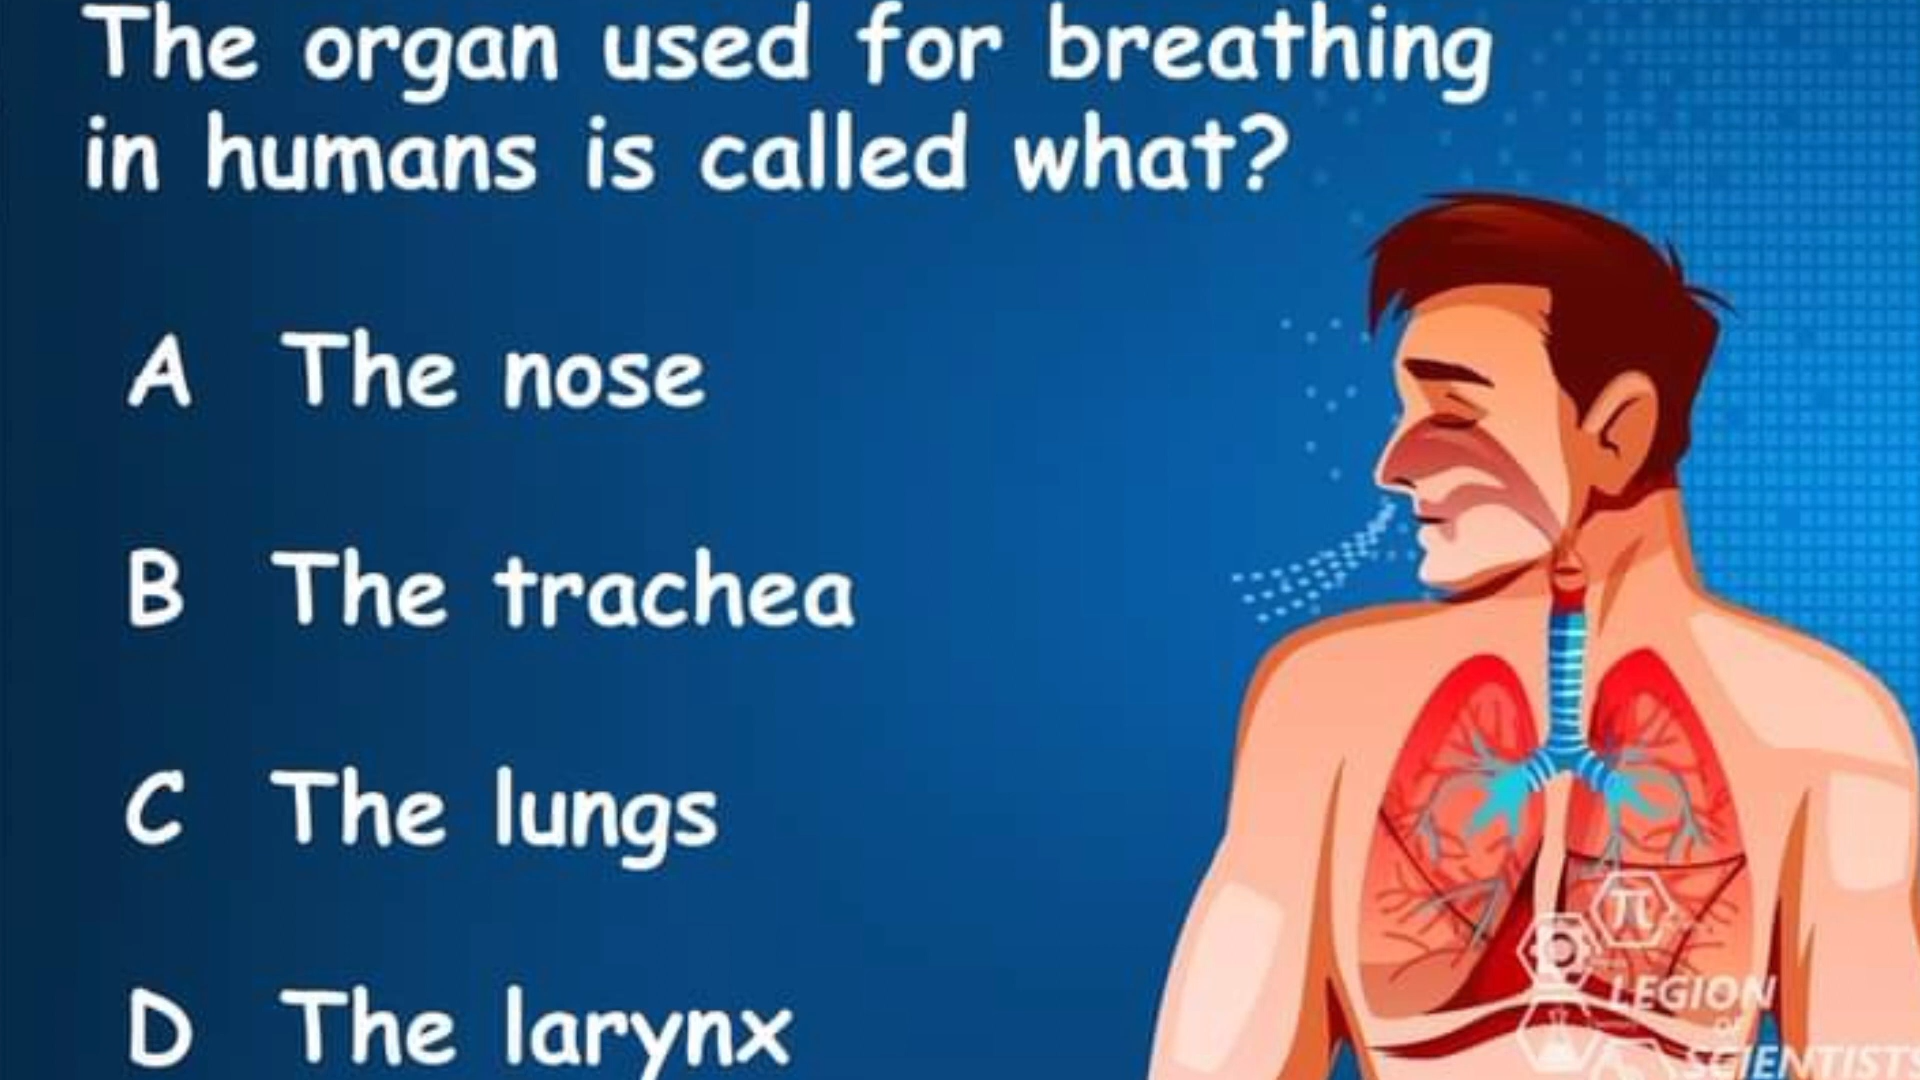 The organ used for breathing
in humans is called what?
A The nose
B The trachea
C The lungs
D The larynx
π
LEGION
OF
SCIENTISTS